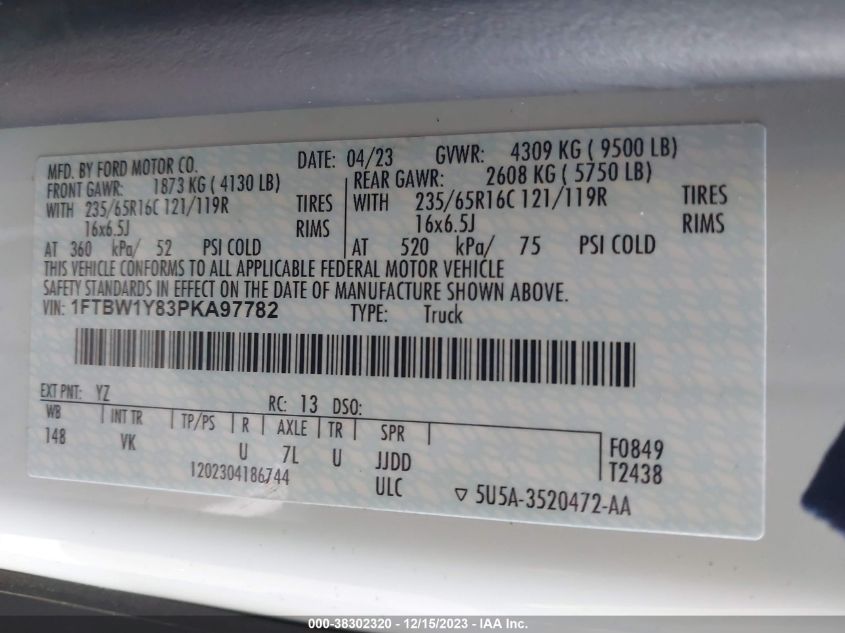 MFD. BY FORD MOTOR CO. DATE: 04/23 GVWR: 4309 KG ( 9500 LB)
FRONT GAWR: 1873 KG ( 4130 LB) REAR GAWR: 2608 KG ( 5750 LB)
WITH 235/65R16C 121/119R TIRES WITH 235/65R16C 121/119R TIRES
16x6.5J RIMS 16x6.5J RIMS
AT 360 kPa/ 52 PSI COLD AT 520 kPa/ 75 PSI COLD
THIS VEHICLE CONFORMS TO ALL APPLICABLE FEDERAL MOTOR VEHICLE
SAFETY STANDARDS IN EFFECT ON THE DATE OF MANUFACTURE SHOWN ABOVE.
VIN: 1FTBW1Y83PKA97782 TYPE: Truck
EXT PNT: YZ RC: 13 DSO:
WB INT TR TP/PS R AXLE TR SPR
148 VK U 7L U JJDD F0849
1202304186744 ULC T2438
5U5A-3520472-AA
000-38302320 - 12/15/2023 - IAA Inc.